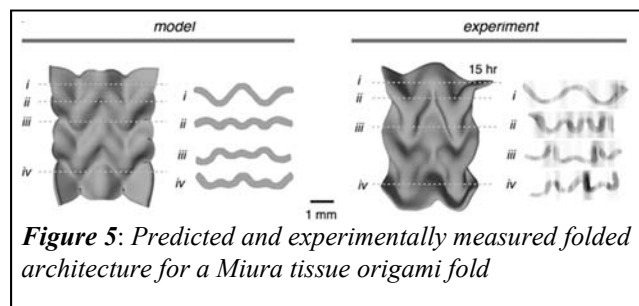 model
experiment
i
ii
iii
iv
i
ii
iii
iv
15 hr
i
ii
iii
iv
i
ii
iii
iv
1 mm
Figure 5: Predicted and experimentally measured folded
architecture for a Miura tissue origami fold